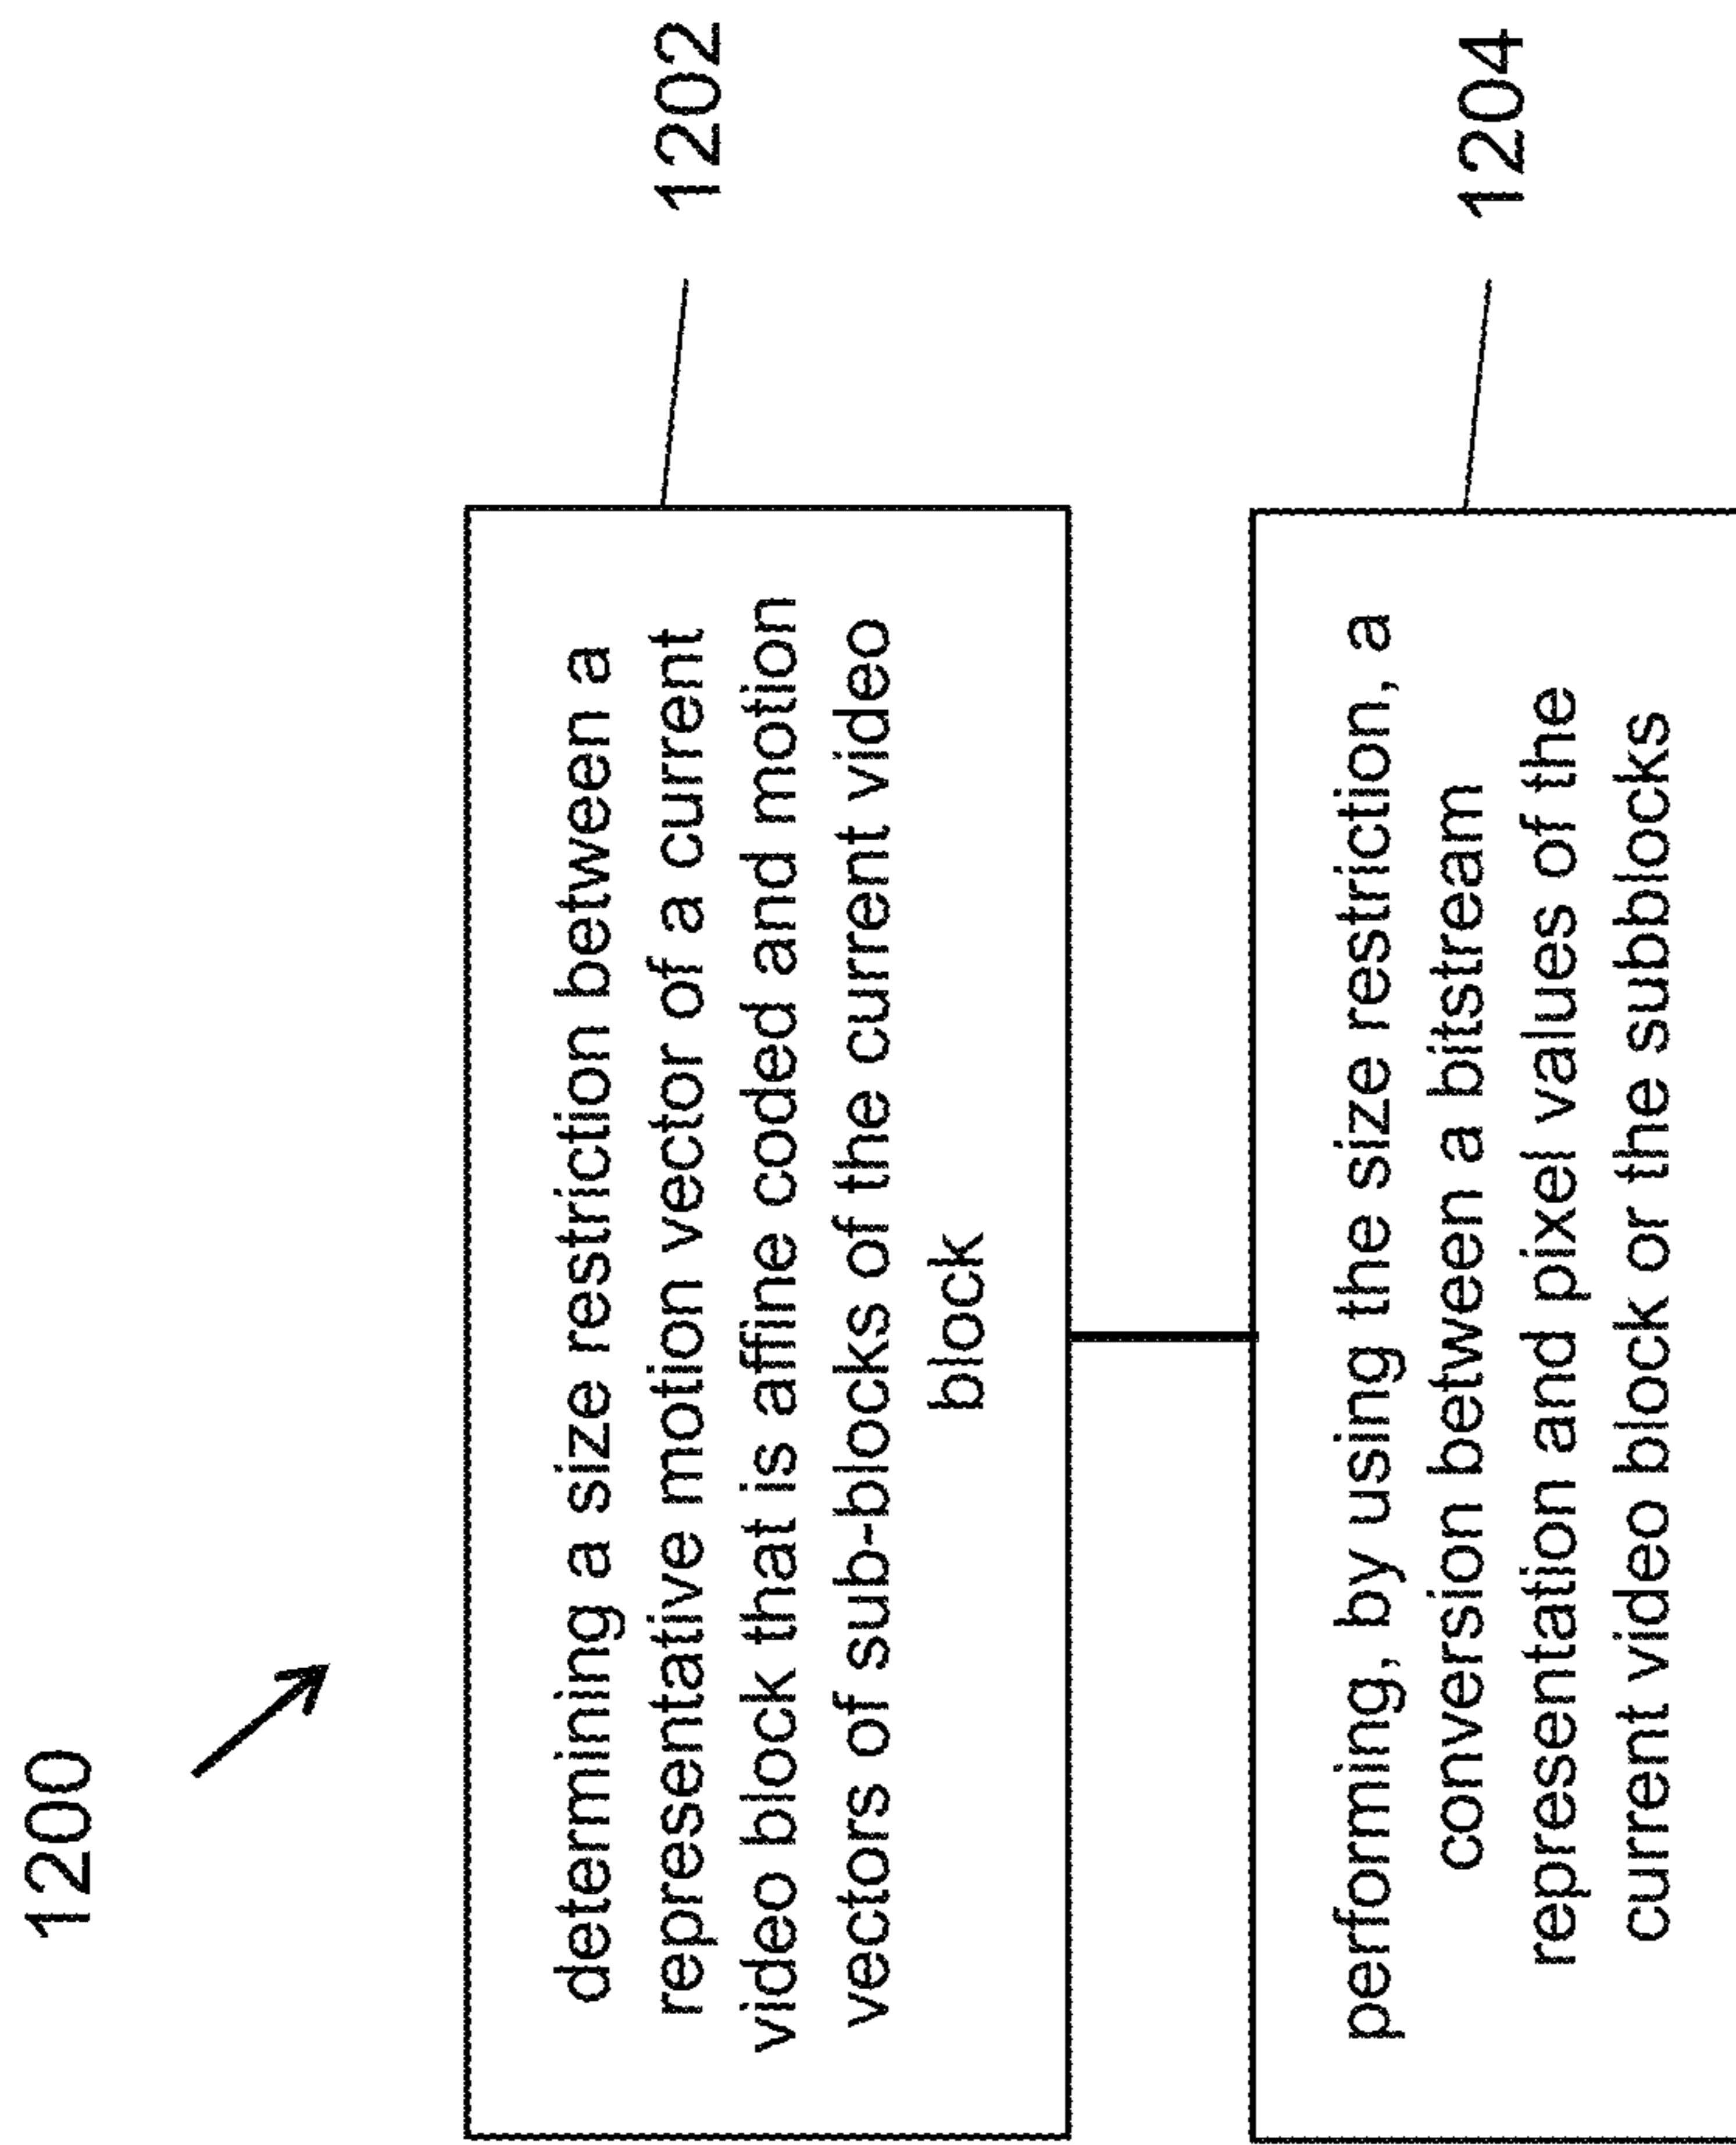 1200
determining a size restriction between a
representative motion vector of a current
video block that is affine coded and motion
vectors of sub-blocks of the current video
block
1202
performing, by using the size restriction, a
conversion between a bitstream
representation and pixel values of the
current video block or the subblocks
1204